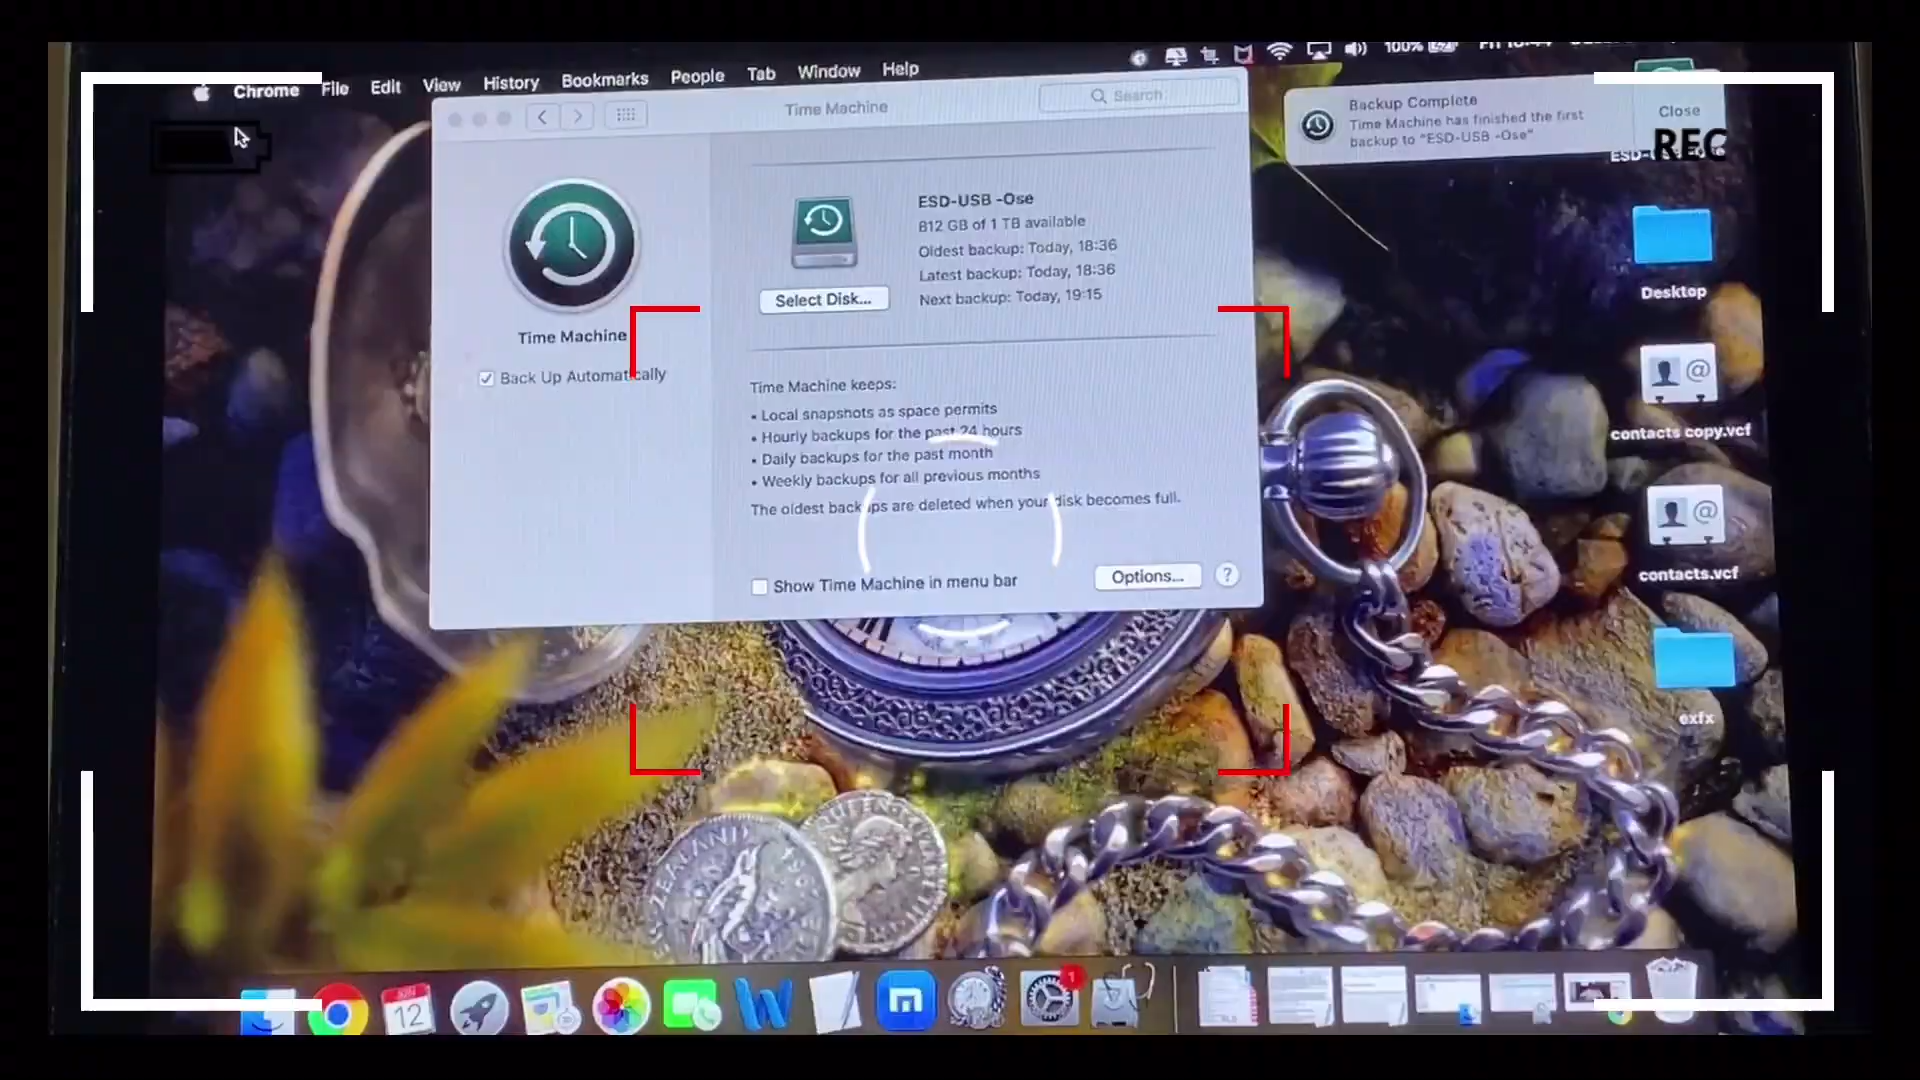 Chrome File Edit View History Bookmarks People Tab Window Help
100%
Time Machine
Search
Backup Complete
Time Machine has finished the first
backup to “ESD-USB -Ose”
Close
REC
ESD-USB -Ose
812 GB of 1 TB available
Oldest backup: Today, 18:36
Latest backup: Today, 18:36
Next backup: Today, 19:15
Select Disk...
Time Machine
Back Up Automatically
Time Machine keeps:
• Local snapshots as space permits
• Hourly backups for the past 24 hours
• Daily backups for the past month
• Weekly backups for all previous months
The oldest backups are deleted when your disk becomes full.
Show Time Machine in menu bar
Options...
?
Desktop
contacts copy.vcf
contacts.vcf
exfx
12
1